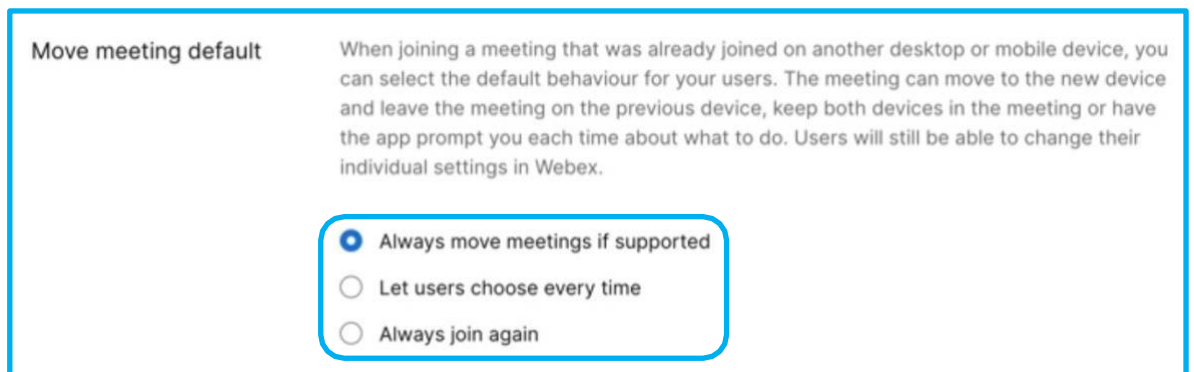 Move meeting default
When joining a meeting that was already joined on another desktop or mobile device, you
can select the default behaviour for your users. The meeting can move to the new device
and leave the meeting on the previous device, keep both devices in the meeting or have
the app prompt you each time about what to do. Users will still be able to change their
individual settings in Webex.
Always move meetings if supported
Let users choose every time
Always join again